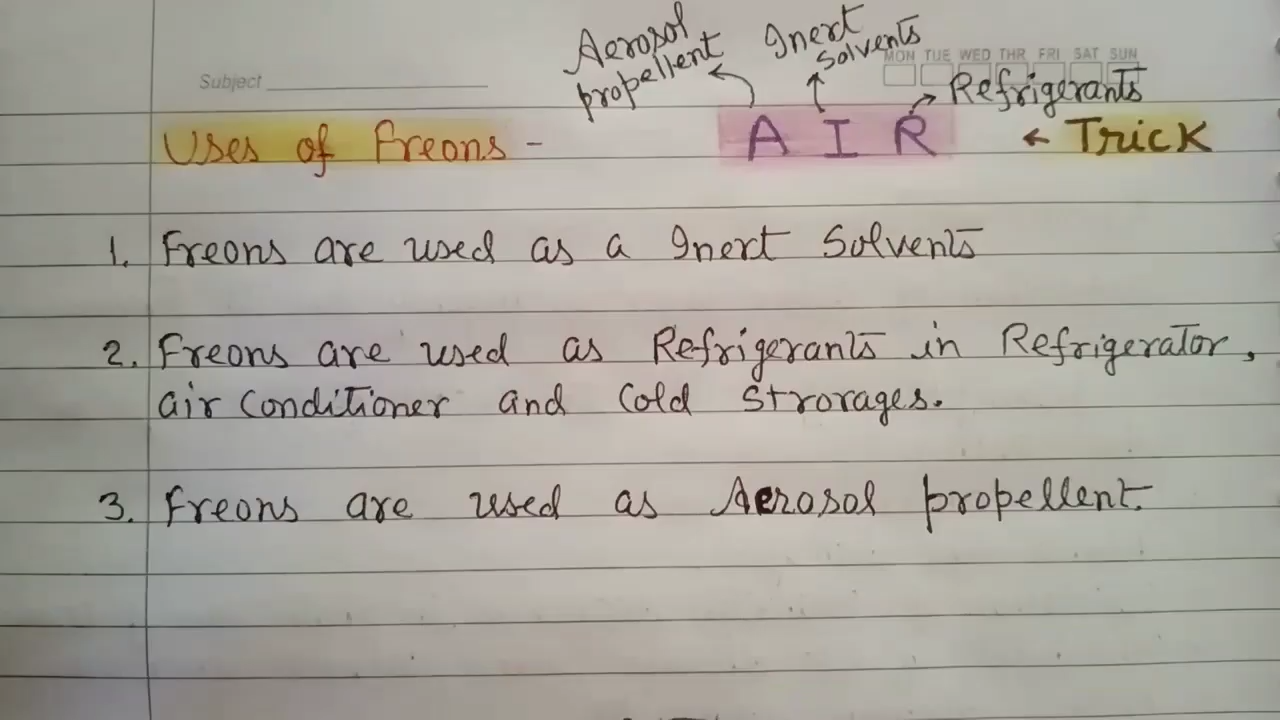 Aerosol propellent
Inert solvents
MON TUE WED THR FRI SAT SUN
Subject
Refrigerants
Uses of Freons -
A I R
← Trick
1. Freons are used as a Inert Solvents
2. Freons are used as Refrigerants in Refrigerator,
air conditioner and Cold Strorages.
3. Freons are used as Aerosol propellent.